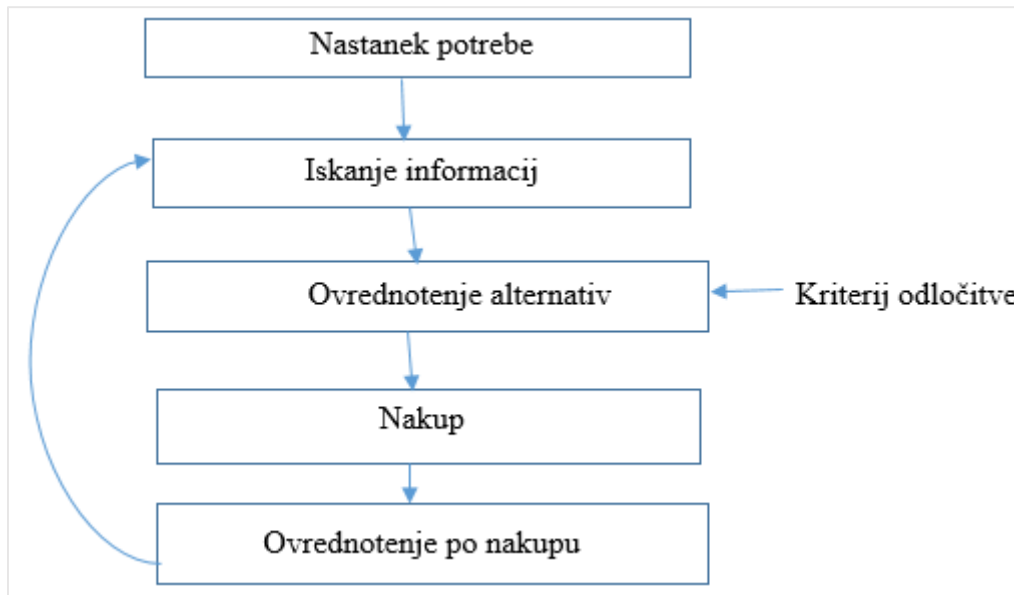 Nastanek potrebe
Iskanje informacij
Ovrednotenje alternativ
Kriterij odločitve
Nakup
Ovrednotenje po nakupu